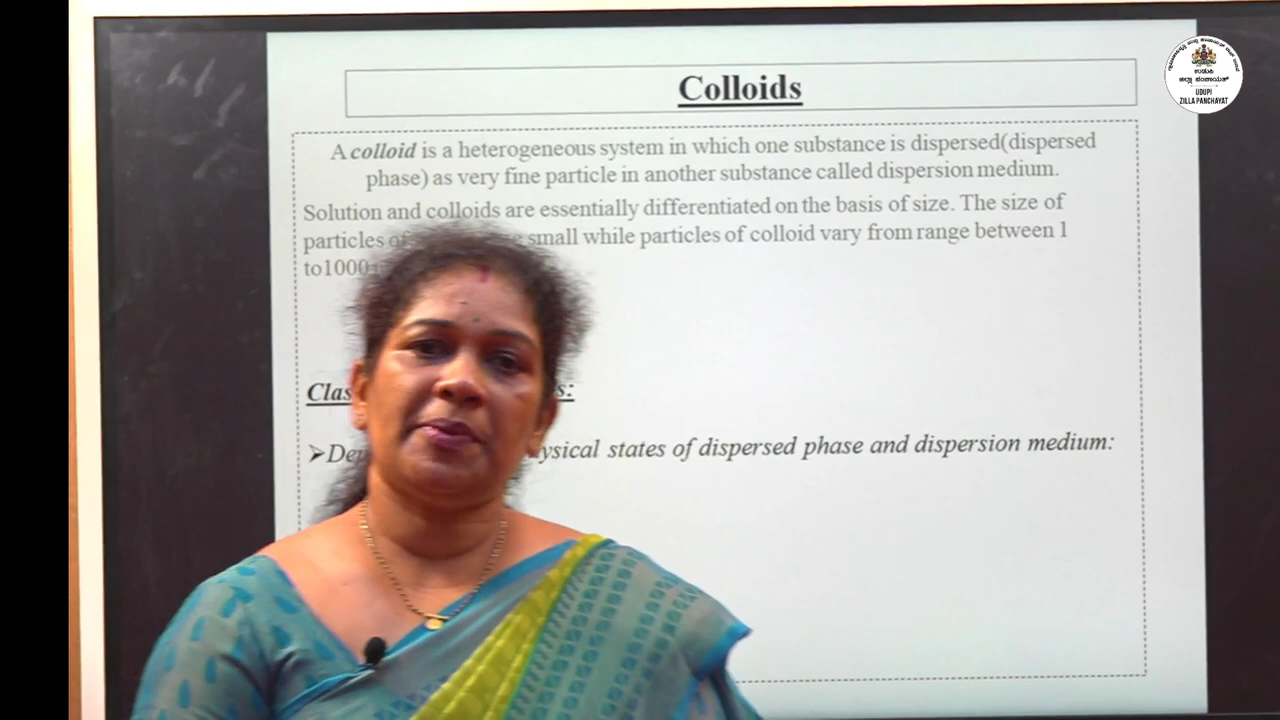 Colloids
A colloid is a heterogeneous system in which one substance is dispersed(dispersed
phase) as very fine particle in another substance called dispersion medium.
Solution and colloids are essentially differentiated on the basis of size. The size of
particles of small while particles of colloid vary from range between 1
to1000
➤ physical states of dispersed phase and dispersion medium:
ಉಡುಪಿ
ಜಿಲ್ಲಾ ಪಂಚಾಯತ್
UDUPI
ZILLA PANCHAYAT